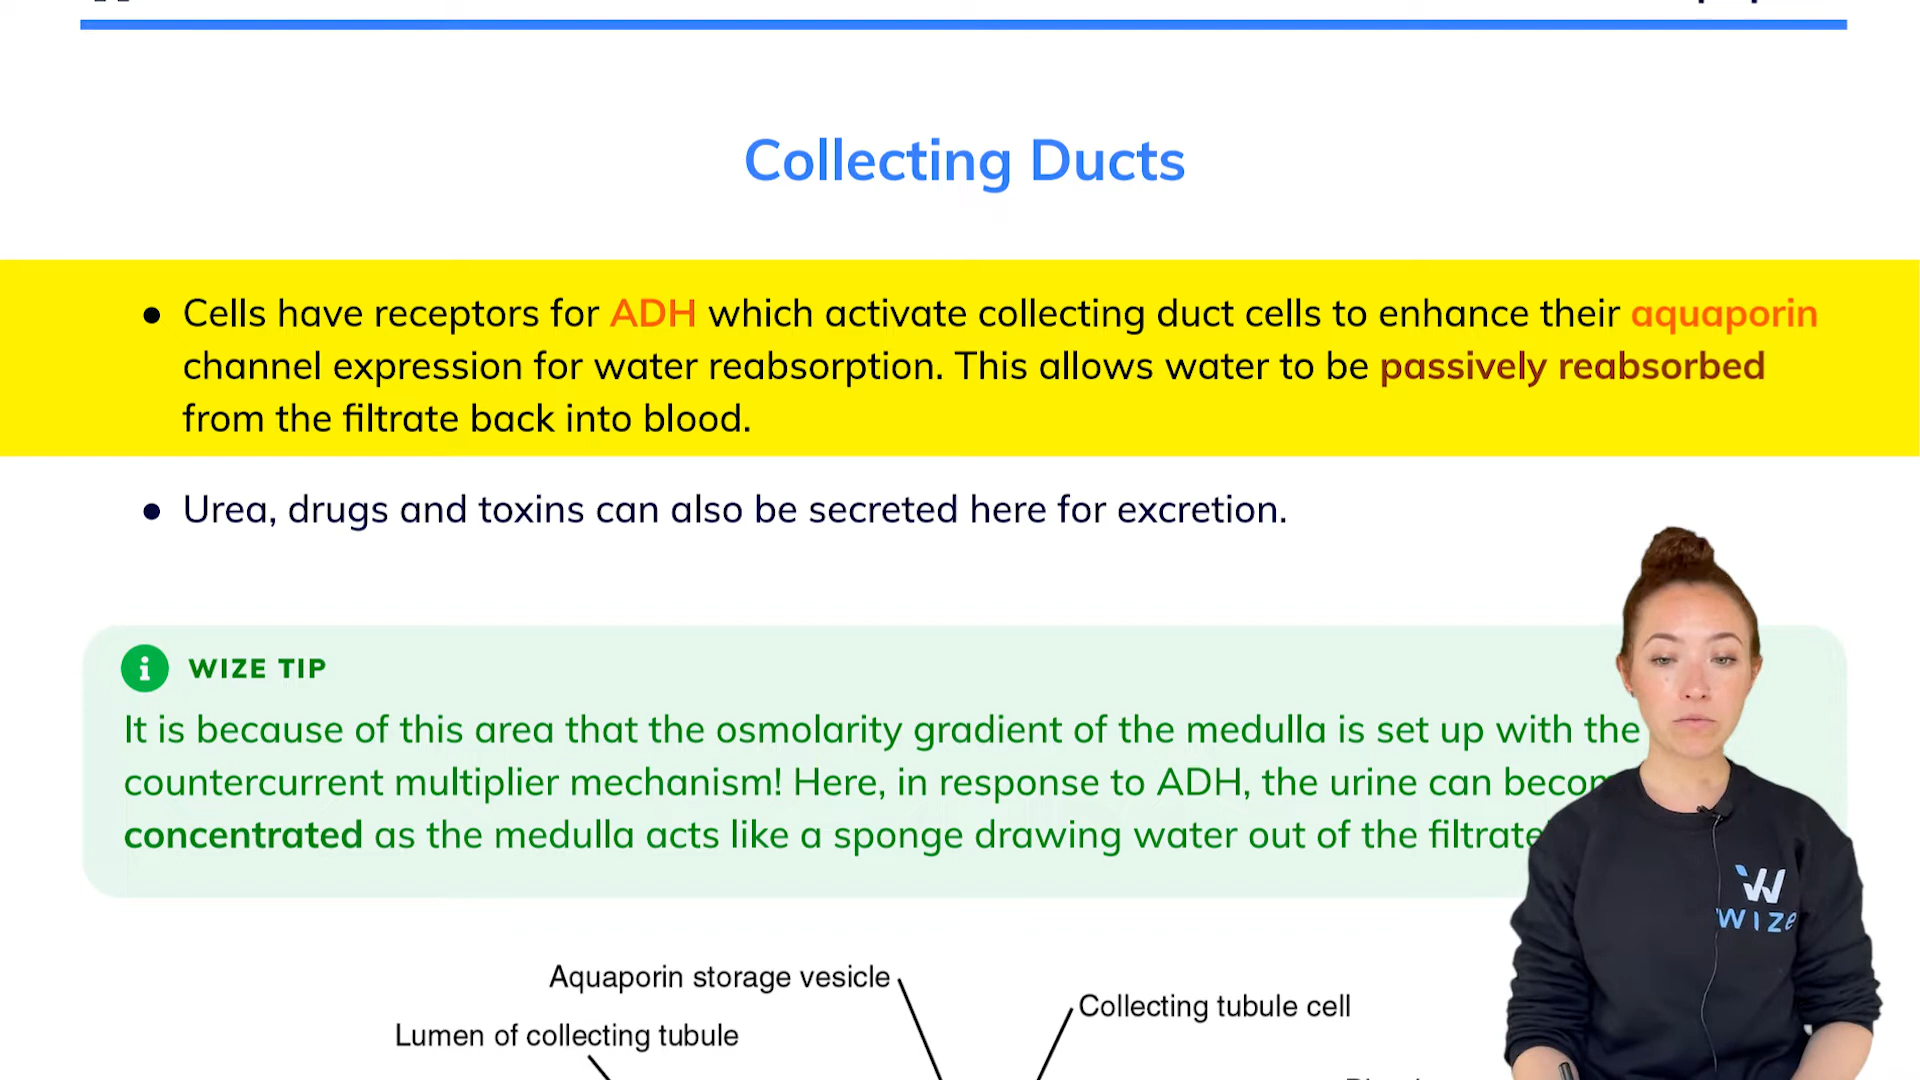 Collecting Ducts
● Cells have receptors for ADH which activate collecting duct cells to enhance their aquaporin
channel expression for water reabsorption. This allows water to be passively reabsorbed
from the filtrate back into blood.
● Urea, drugs and toxins can also be secreted here for excretion.
i WIZE TIP
It is because of this area that the osmolarity gradient of the medulla is set up with the
countercurrent multiplier mechanism! Here, in response to ADH, the urine can
concentrated as the medulla acts like a sponge drawing water out of the filtrate
Aquaporin storage vesicle
Collecting tubule cell
Lumen of collecting tubule
WIZE